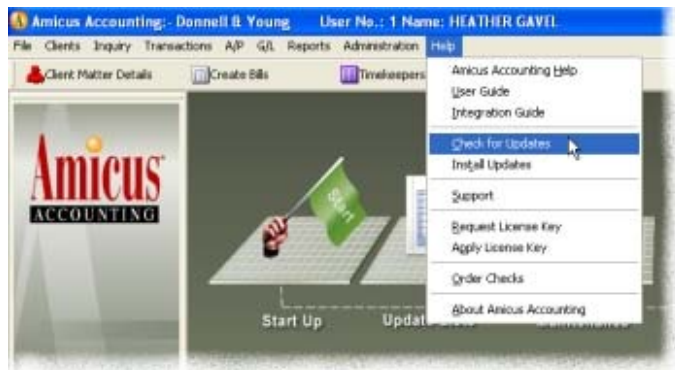 Amicus Accounting:- Donnell & Young User No.: 1 Name: HEATHER GAVEL
File Clients Inquiry Transactions A/P G/L Reports Administration Help
Client Matter Details Create Bills Timekeepers
Amicus Accounting Help
User Guide
Integration Guide
Check for Updates
Install Updates
Support
Request License Key
Apply License Key
Order Checks
About Amicus Accounting
Amicus
ACCOUNTING
Start
Start Up Updat